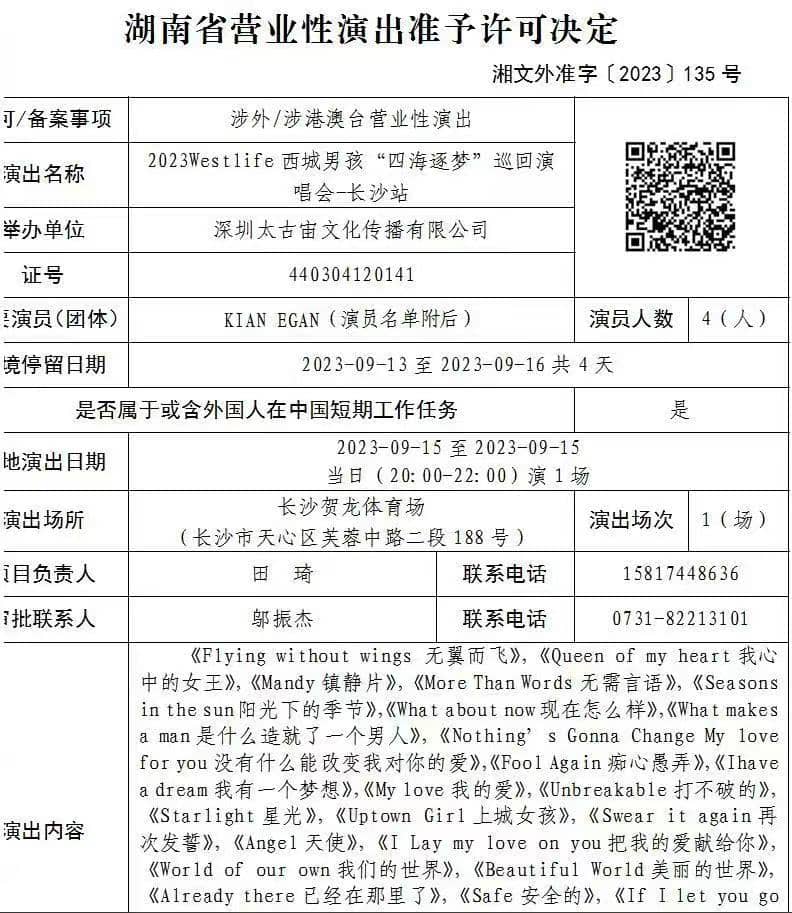 湖南省营业性演出准予许可决定
湘文外准字〔2023〕135号
可/备案事项
涉外/涉港澳台营业性演出
演出名称
2023Westlife西城男孩“四海逐梦”巡回演
唱会-长沙站
举办单位
深圳太古宙文化传播有限公司
证号
440304120141
要演员(团体)
KIAN EGAN(演员名单附后)
演员人数
4(人)
境停留日期
2023-09-13 至 2023-09-16 共 4 天
是否属于或含外国人在中国短期工作任务
是
地演出日期
2023-09-15 至 2023-09-15
当日(20:00-22:00)演 1 场
演出场所
长沙贺龙体育场
(长沙市天心区芙蓉中路二段 188 号)
演出场次
1(场)
项目负责人
田 琦
联系电话
15817448636
审批联系人
邬振杰
联系电话
0731-82213101
演出内容
《Flying without wings 无翼而飞》,《Queen of my heart 我心
中的女王》,《Mandy 镇静片》,《More Than Words 无需言语》,《Seasons
in the sun 阳光下的季节》,《What about now 现在怎么样》,《What makes
a man 是什么造就了一个男人》,《Nothing’s Gonna Change My love
for you 没有什么能改变我对你的爱》,《Fool Again 痴心愚弄》,《Ihave
a dream 我有一个梦想》,《My love 我的爱》,《Unbreakable 打不破的》,
《Starlight 星光》,《Uptown Girl 上城女孩》,《Swear it again 再
次发誓》,《Angel 天使》,《I Lay my love on you 把我的爱献给你》,
《World of our own 我们的世界》,《Beautiful World 美丽的世界》,
《Already there 已经在那里了》,《Safe 安全的》,《If I let you go